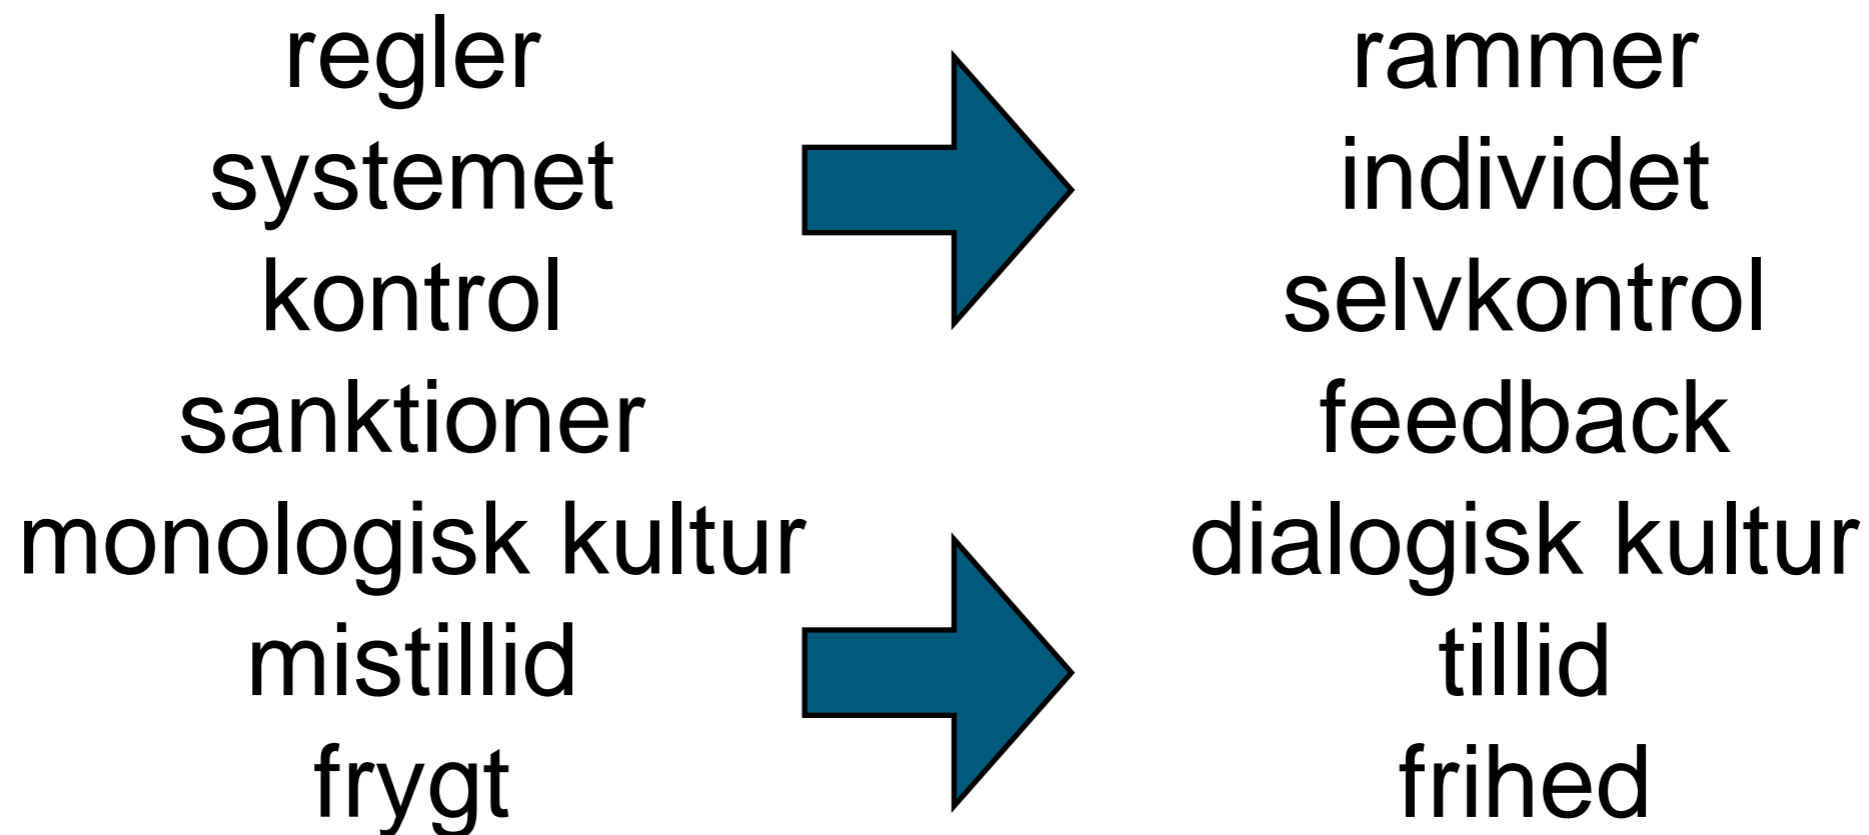 regler
systemet
kontrol
sanktioner
monologisk kultur
mistillid
frygt
rammer
individet
selvkontrol
feedback
dialogisk kultur
tillid
frihed